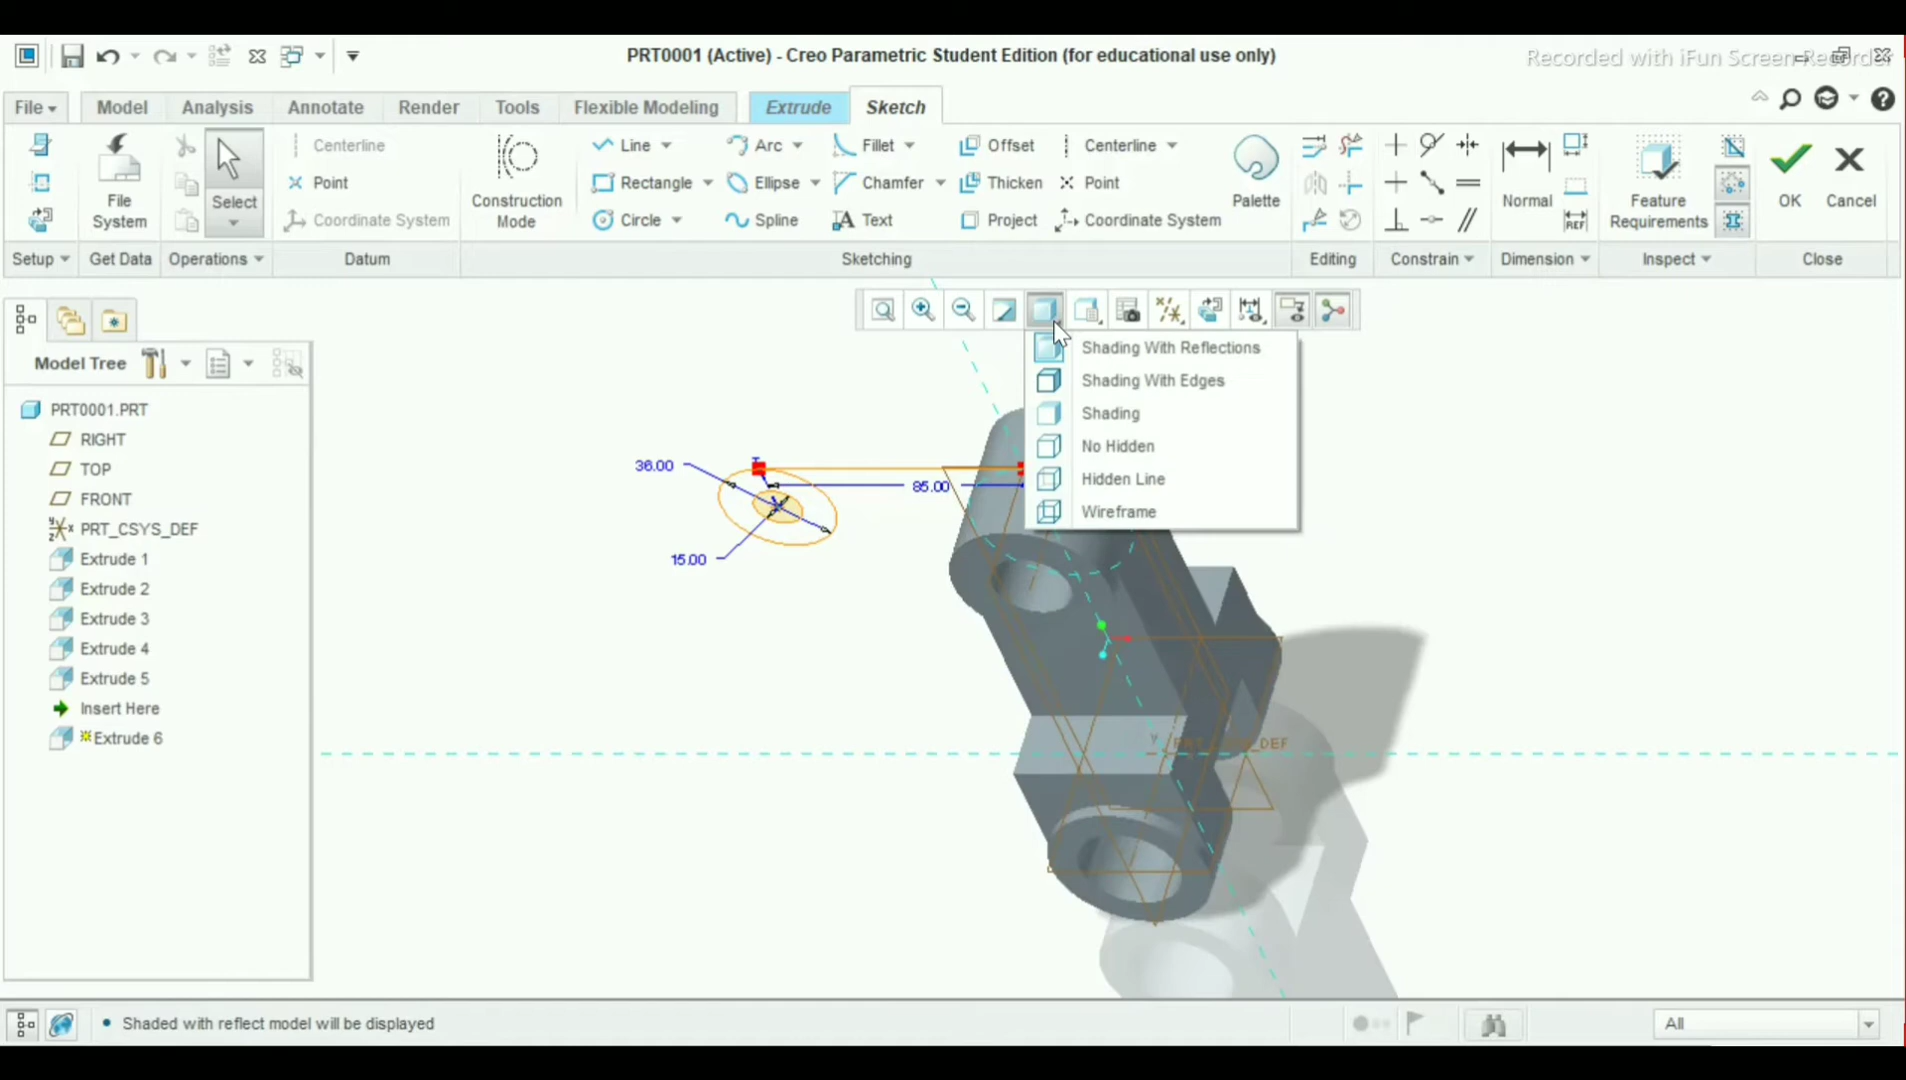 PRT0001 (Active) - Creo Parametric Student Edition (for educational use only)
Recorded with iFun Screen Recorder
File
Model
Analysis
Annotate
Render
Tools
Flexible Modeling
Extrude
Sketch
File
System
Select
Centerline
Point
Coordinate System
Construction
Mode
Line
Rectangle
Circle
Arc
Ellipse
Spline
Fillet
Chamfer
Text
Offset
Thicken
Project
Centerline
Point
Coordinate System
Palette
Normal
REF
Feature
Requirements
OK
Cancel
Setup
Get Data
Operations
Datum
Sketching
Editing
Constrain
Dimension
Inspect
Close
Model Tree
PRT0001.PRT
RIGHT
TOP
FRONT
PRT_CSYS_DEF
Extrude 1
Extrude 2
Extrude 3
Extrude 4
Extrude 5
Insert Here
Extrude 6
Shading With Reflections
Shading With Edges
Shading
No Hidden
Hidden Line
Wireframe
36.00
85.00
15.00
Shaded with reflect model will be displayed
All